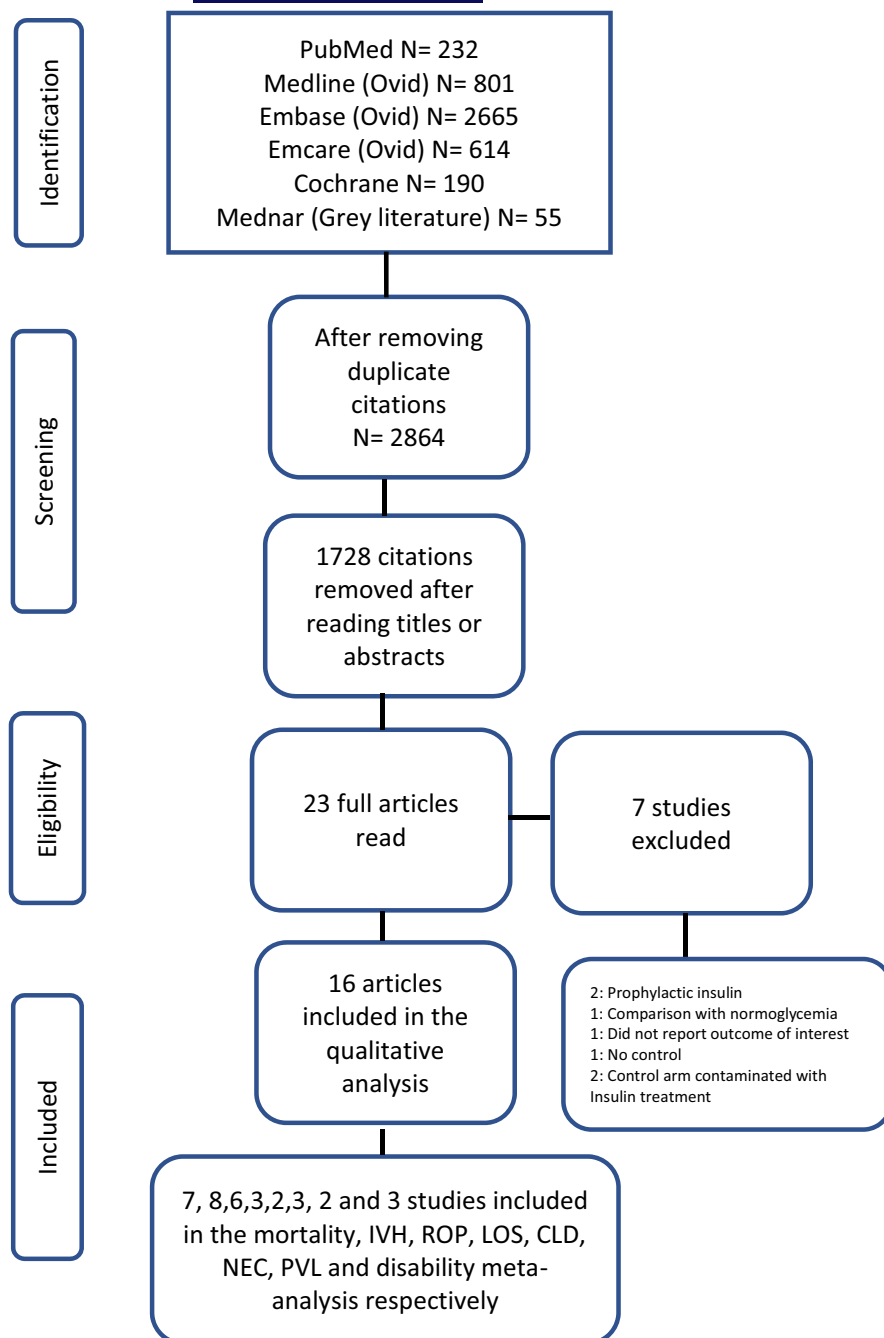 Identification
PubMed N= 232
Medline (Ovid) N= 801
Embase (Ovid) N= 2665
Emcare (Ovid) N= 614
Cochrane N= 190
Mednar (Grey literature) N= 55
Screening
After removing
duplicate
citations
N= 2864
1728 citations
removed after
reading titles or
abstracts
Eligibility
23 full articles
read
7 studies
excluded
2: Prophylactic insulin
1: Comparison with normoglycemia
1: Did not report outcome of interest
1: No control
2: Control arm contaminated with
Insulin treatment
Included
16 articles
included in the
qualitative
analysis
7, 8,6,3,2,3, 2 and 3 studies included
in the mortality, IVH, ROP, LOS, CLD,
NEC, PVL and disability meta-
analysis respectively